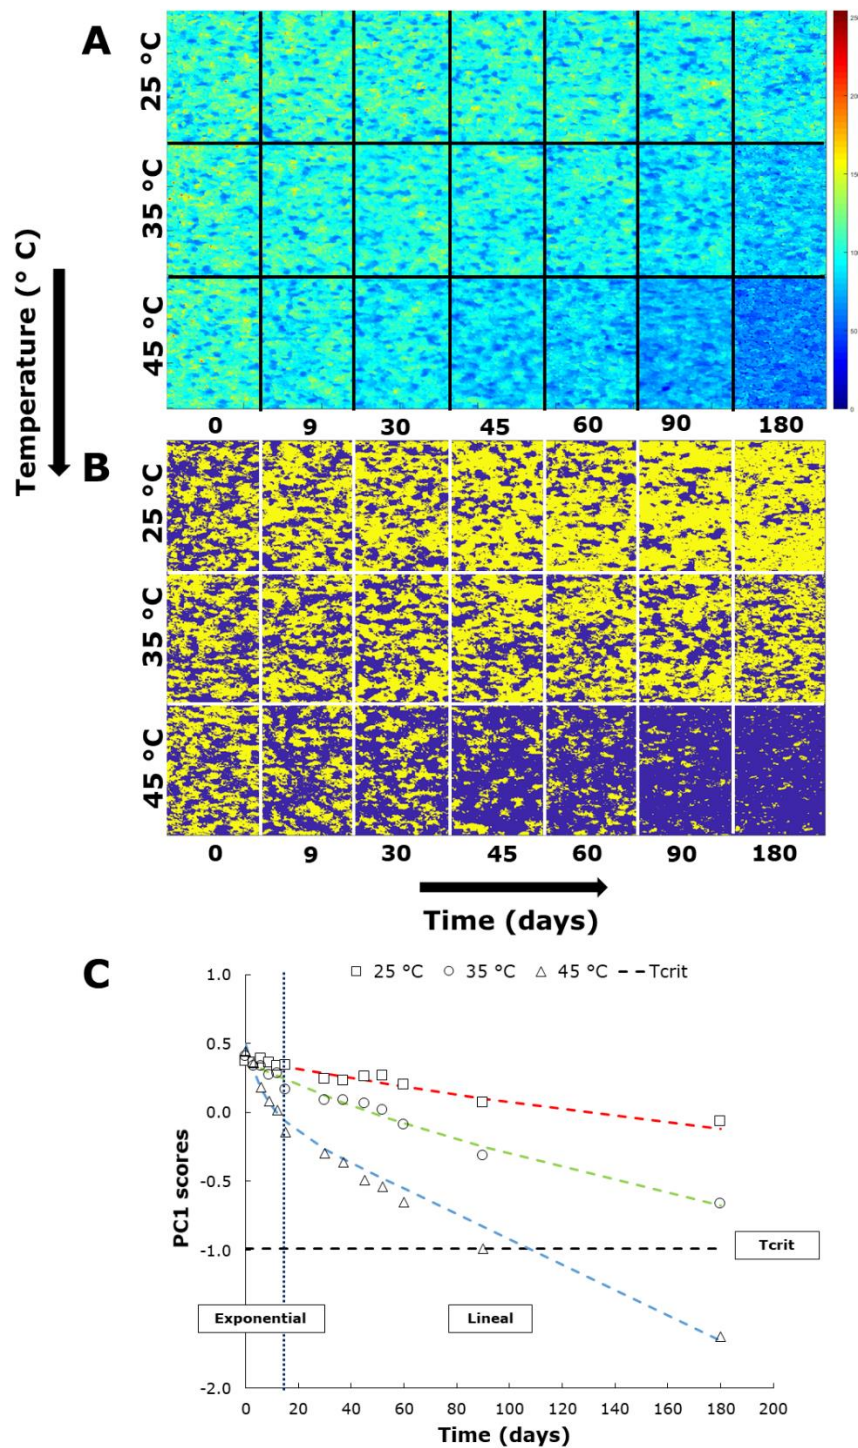 A
25 °C
35 °C
45 °C
Temperature (° C)
0 9 30 45 60 90 180
B
25 °C
35 °C
45 °C
0 9 30 45 60 90 180
Time (days)
C
25 °C 35 °C 45 °C Tcrit
1.0
0.5
0.0
-0.5
-1.0
-2.0
PC1 scores
Tcrit
Exponential
Lineal
0 20 40 60 80 100 120 140 160 180 200
Time (days)